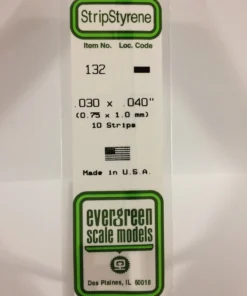 StripStyrene
Item No. Loc. Code
132
.030 x .040"
(0.75 x 1.0 mm)
10 Strips
Made in U.S.A.
evergreen
scale models
Des Plaines, IL 60018